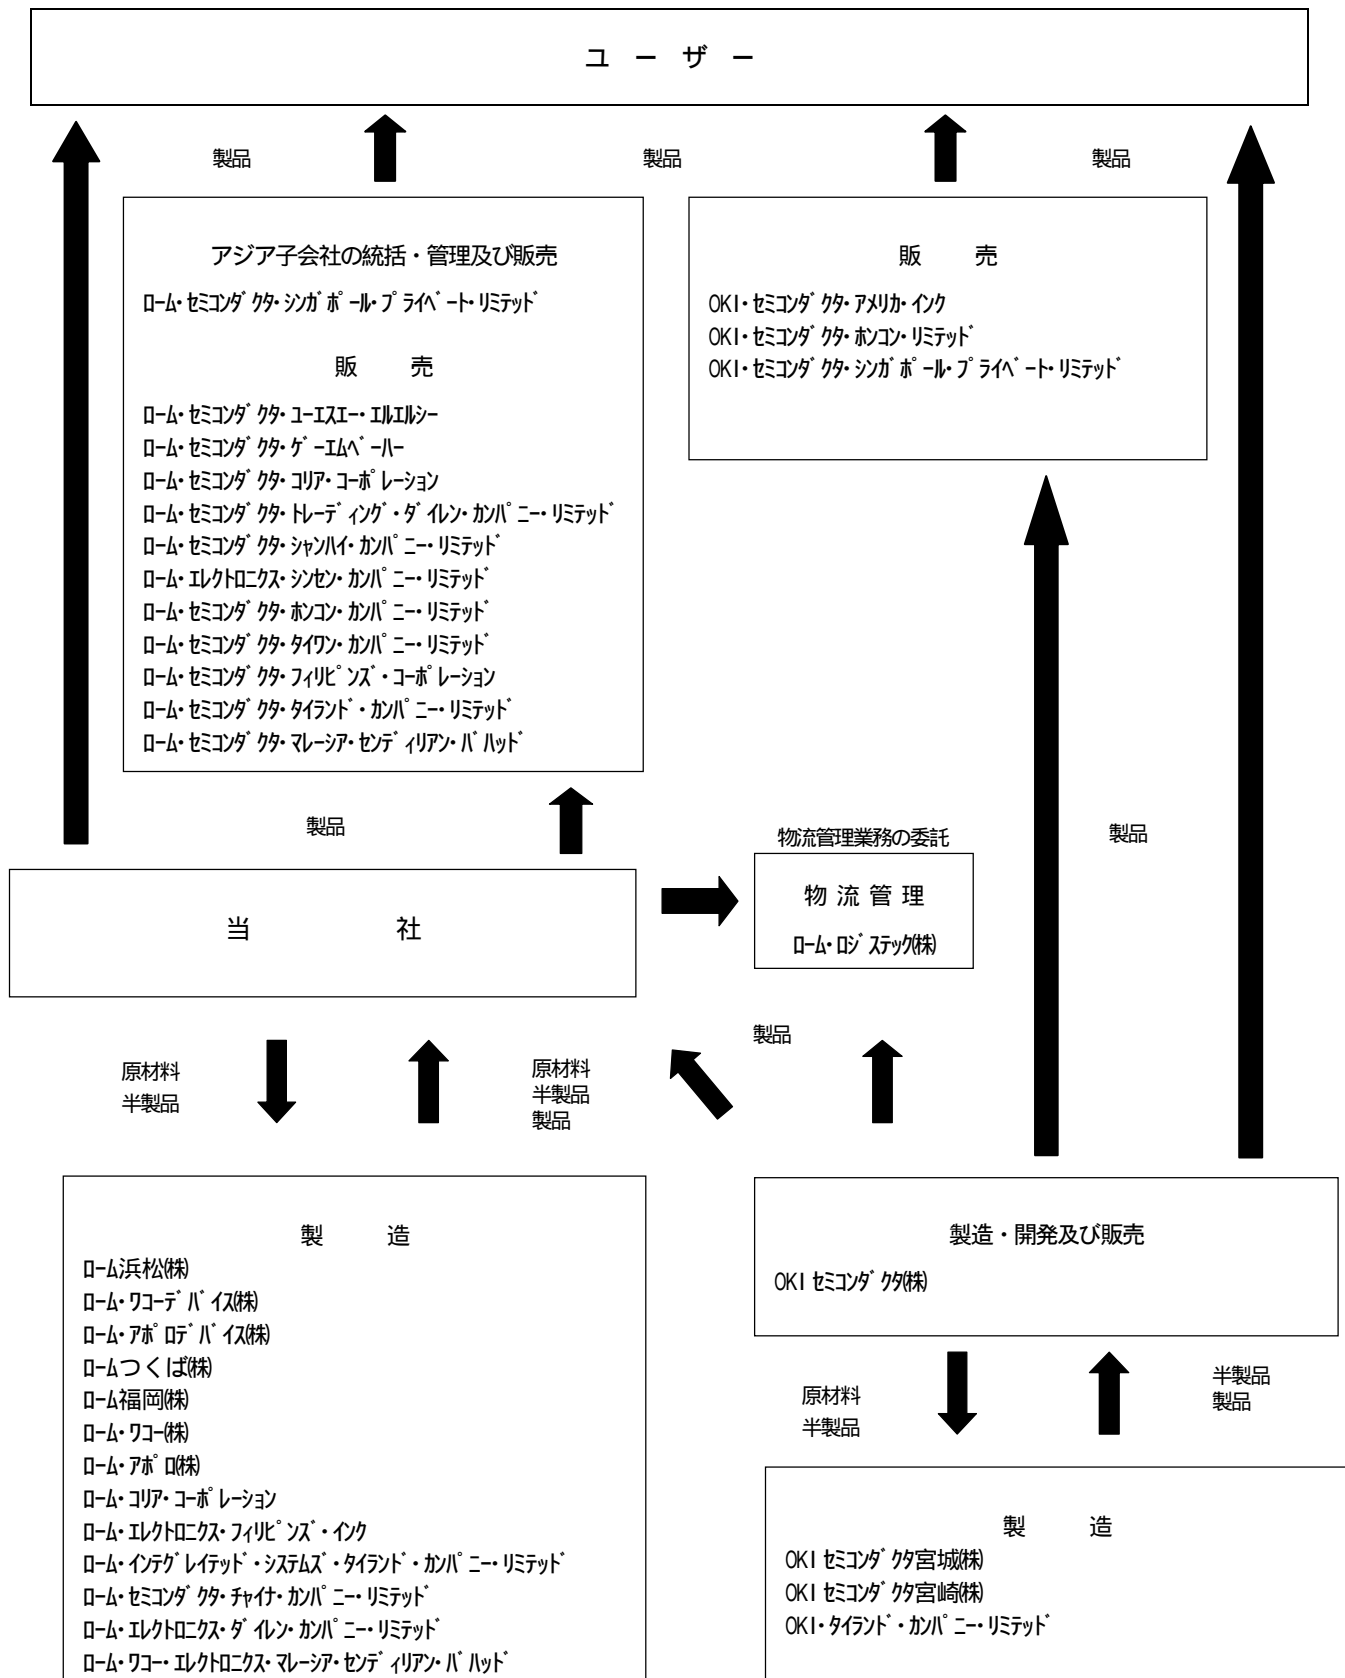 ユ ー ザ ー
製品
製品
製品
アジア子会社の統括・管理及び販売
ﾛｰﾑ･ｾﾐｺﾝﾀﾞｸﾀ･ｼﾝｶﾞﾎﾟｰﾙ･ﾌﾟﾗｲﾍﾞｰﾄ･ﾘﾐﾃｯﾄﾞ
販 売
ﾛｰﾑ･ｾﾐｺﾝﾀﾞｸﾀ･ﾕｰｴｽｴｰ･ｴﾙｴﾙｼｰ
ﾛｰﾑ･ｾﾐｺﾝﾀﾞｸﾀ･ｹﾞｰｴﾑﾍﾞｰﾊｰ
ﾛｰﾑ･ｾﾐｺﾝﾀﾞｸﾀ･ｺﾘｱ･ｺｰﾎﾟﾚｰｼｮﾝ
ﾛｰﾑ･ｾﾐｺﾝﾀﾞｸﾀ･ﾄﾚｰﾃﾞｨﾝｸﾞ･ﾀﾞｲﾚﾝ･ｶﾝﾊﾟﾆｰ･ﾘﾐﾃｯﾄﾞ
ﾛｰﾑ･ｾﾐｺﾝﾀﾞｸﾀ･ｼｬﾝﾊｲ･ｶﾝﾊﾟﾆｰ･ﾘﾐﾃｯﾄﾞ
ﾛｰﾑ･ｴﾚｸﾄﾛﾆｸｽ･ｼﾝｾﾝ･ｶﾝﾊﾟﾆｰ･ﾘﾐﾃｯﾄﾞ
ﾛｰﾑ･ｾﾐｺﾝﾀﾞｸﾀ･ﾎﾝｺﾝ･ｶﾝﾊﾟﾆｰ･ﾘﾐﾃｯﾄﾞ
ﾛｰﾑ･ｾﾐｺﾝﾀﾞｸﾀ･ﾀｲﾜﾝ･ｶﾝﾊﾟﾆｰ･ﾘﾐﾃｯﾄﾞ
ﾛｰﾑ･ｾﾐｺﾝﾀﾞｸﾀ･ﾌｨﾘﾋﾟﾝｽﾞ･ｺｰﾎﾟﾚｰｼｮﾝ
ﾛｰﾑ･ｾﾐｺﾝﾀﾞｸﾀ･ﾀｲﾗﾝﾄﾞ･ｶﾝﾊﾟﾆｰ･ﾘﾐﾃｯﾄﾞ
ﾛｰﾑ･ｾﾐｺﾝﾀﾞｸﾀ･ﾏﾚｰｼｱ･ｾﾝﾃﾞｨﾘｱﾝ･ﾊﾞﾊｯﾄﾞ
販 売
OKI･ｾﾐｺﾝﾀﾞｸﾀ･ｱﾒﾘｶ･ｲﾝｸ
OKI･ｾﾐｺﾝﾀﾞｸﾀ･ﾎﾝｺﾝ･ﾘﾐﾃｯﾄﾞ
OKI･ｾﾐｺﾝﾀﾞｸﾀ･ｼﾝｶﾞﾎﾟｰﾙ･ﾌﾟﾗｲﾍﾞｰﾄ･ﾘﾐﾃｯﾄﾞ
製品
物流管理業務の委託
製品
当 社
物 流 管 理
ﾛｰﾑ･ﾛｼﾞｽﾃｯｸ(株)
製品
原材料
半製品
原材料
半製品
製品
製 造
ﾛｰﾑ浜松(株)
ﾛｰﾑ･ﾜｺｰﾃﾞﾊﾞｲｽ(株)
ﾛｰﾑ･ｱﾎﾟﾛﾃﾞﾊﾞｲｽ(株)
ﾛｰﾑつくば(株)
ﾛｰﾑ福岡(株)
ﾛｰﾑ･ﾜｺｰ(株)
ﾛｰﾑ･ｱﾎﾟﾛ(株)
ﾛｰﾑ･ｺﾘｱ･ｺｰﾎﾟﾚｰｼｮﾝ
ﾛｰﾑ･ｴﾚｸﾄﾛﾆｸｽ･ﾌｨﾘﾋﾟﾝｽﾞ･ｲﾝｸ
ﾛｰﾑ･ｲﾝﾃｸﾞﾚｲﾃｯﾄﾞ･ｼｽﾃﾑｽﾞ･ﾀｲﾗﾝﾄﾞ･ｶﾝﾊﾟﾆｰ･ﾘﾐﾃｯﾄﾞ
ﾛｰﾑ･ｾﾐｺﾝﾀﾞｸﾀ･ﾁｬｲﾅ･ｶﾝﾊﾟﾆｰ･ﾘﾐﾃｯﾄﾞ
ﾛｰﾑ･ｴﾚｸﾄﾛﾆｸｽ･ﾀﾞｲﾚﾝ･ｶﾝﾊﾟﾆｰ･ﾘﾐﾃｯﾄﾞ
ﾛｰﾑ･ﾜｺｰ･ｴﾚｸﾄﾛﾆｸｽ･ﾏﾚｰｼｱ･ｾﾝﾃﾞｨﾘｱﾝ･ﾊﾞﾊｯﾄﾞ
製造・開発及び販売
OKIｾﾐｺﾝﾀﾞｸﾀ(株)
原材料
半製品
半製品
製品
製 造
OKIｾﾐｺﾝﾀﾞｸﾀ宮城(株)
OKIｾﾐｺﾝﾀﾞｸﾀ宮崎(株)
OKI･ﾀｲﾗﾝﾄﾞ･ｶﾝﾊﾟﾆｰ･ﾘﾐﾃｯﾄﾞ